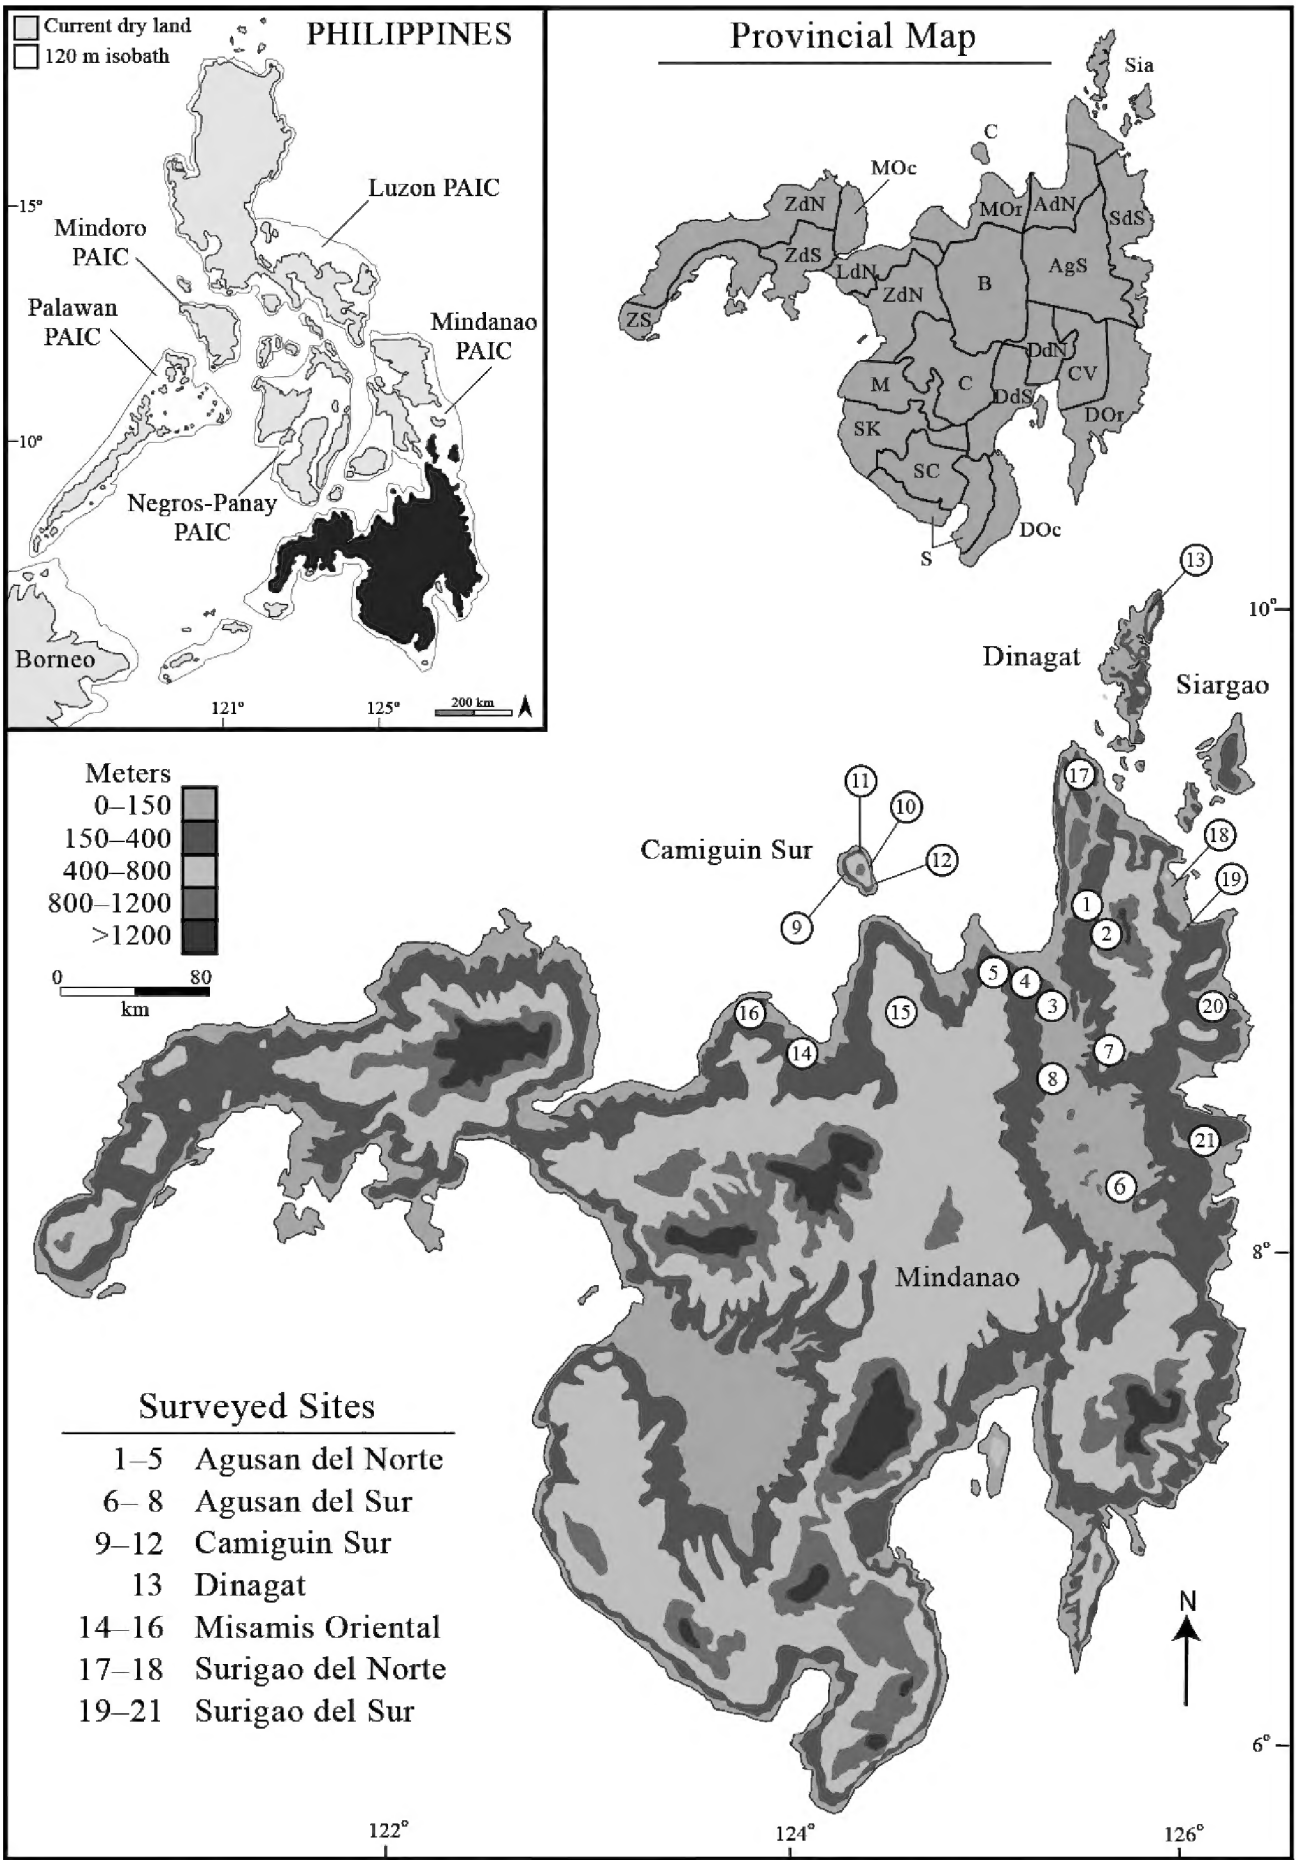 Current dry land
120 m isobath
PHILIPPINES
15°
10°
Luzon PAIC
Mindoro
PAIC
Palawan
PAIC
Mindanao
PAIC
Negros-Panay
PAIC
Borneo
200 km
121°
125°
Provincial Map
Sia
C
MOc
ZdN
MOr
AdN
SdS
ZdS
LdN
ZdN
B
AgS
ZS
DdN
M
C
DdS
CV
SK
DOr
SC
DOc
S
13
10°
Dinagat
Siargao
Meters
0–150
150–400
400–800
800–1200
>1200
0 80
km
17
11
10
Camiguin Sur
12
9
18
19
1
2
5
4
3
20
16
15
14
7
8
21
6
8°
Mindanao
Surveyed Sites
1–5 Agusan del Norte
6– 8 Agusan del Sur
9–12 Camiguin Sur
13 Dinagat
14–16 Misamis Oriental
17–18 Surigao del Norte
19–21 Surigao del Sur
N
6°
122°
124°
126°